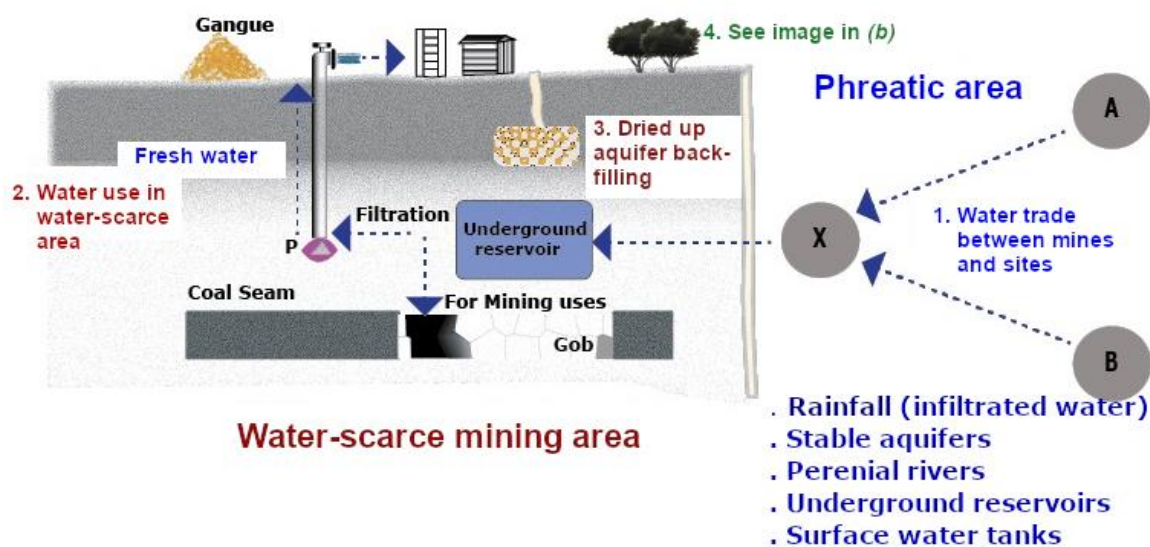 Gangue
4. See image in (b)
Phreatic area
A
Fresh water
3. Dried up
aquifer back-
filling
2. Water use in
water-scarce
area
Filtration
P
Underground
reservoir
X
1. Water trade
between mines
and sites
Coal Seam
For Mining uses
Gob
B
Water-scarce mining area
. Rainfall (infiltrated water)
. Stable aquifers
. Perenial rivers
. Underground reservoirs
. Surface water tanks